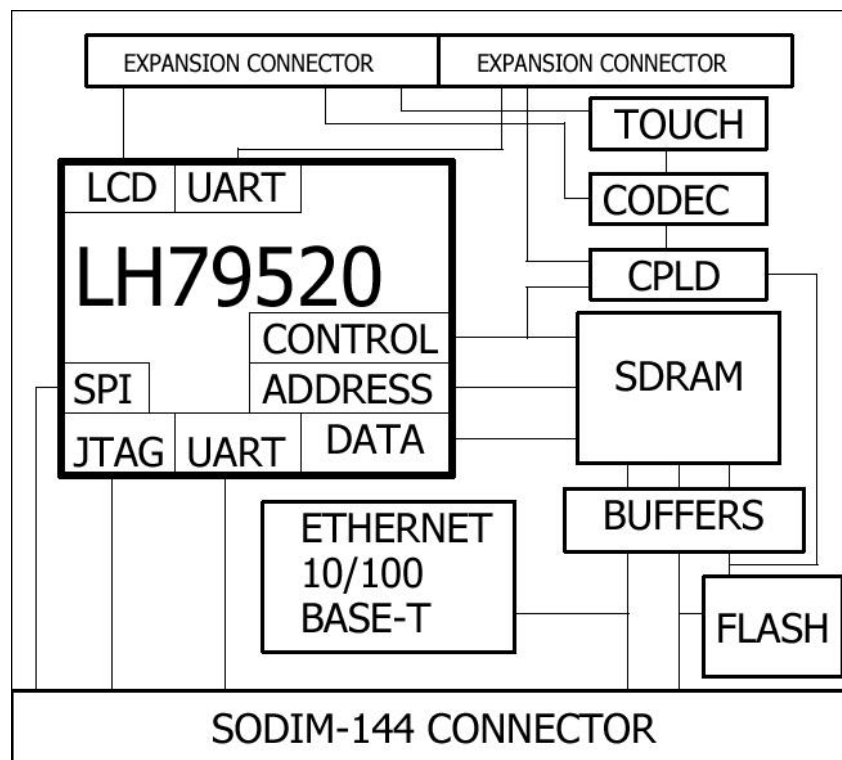 EXPANSION CONNECTOR EXPANSION CONNECTOR
TOUCH
LCD UART
CODEC
LH79520
CPLD
CONTROL
SPI ADDRESS
SDRAM
JTAG UART DATA
BUFFERS
ETHERNET
10/100
BASE-T
FLASH
SODIM-144 CONNECTOR